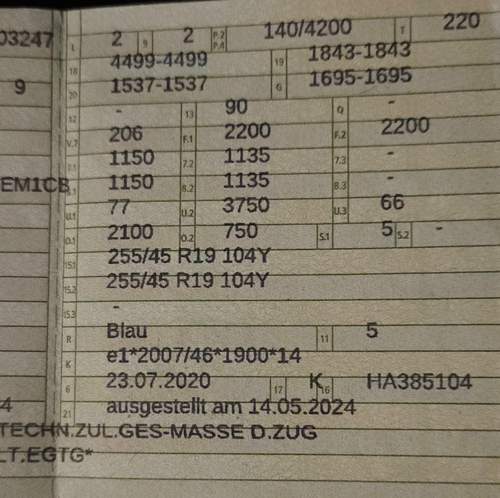 03247 L 2 9 2 P.2 P.4 140/4200 T 220
18 4499-4499 19 1843-1843
9 20 1537-1537 G 1695-1695
12 - 13 90 Q -
V.7 206 F.1 2200 F.2 2200
7.1 1150 7.2 1135 7.3 -
EM1CB 8.1 1150 8.2 1135 8.3 -
U.1 77 U.2 3750 U.3 66
O.1 2100 O.2 750 S.1 5 S.2 -
15.1 255/45 R19 104Y
15.2 255/45 R19 104Y
15.3 -
R Blau 11 5
K e1*2007/46*1900*14
6 23.07.2020 17 K 16 HA385104
4 21 ausgestellt am 14.05.2024
TECHN.ZUL.GES-MASSE D.ZUG
LT.EGTG*